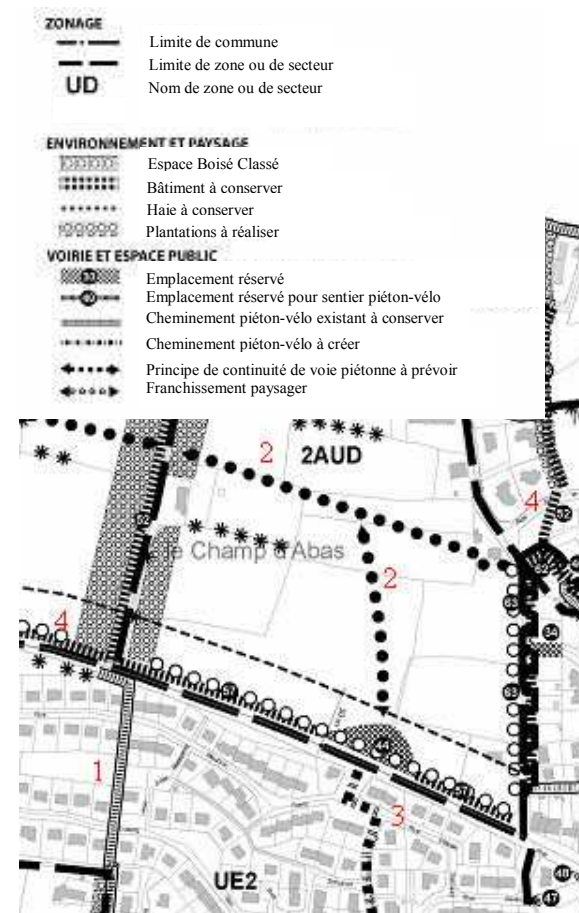 ZONAGE
Limite de commune
Limite de zone ou de secteur
UD
Nom de zone ou de secteur
ENVIRONNEMENT ET PAYSAGE
Espace Boisé Classé
Bâtiment à conserver
Haie à conserver
Plantations à réaliser
VOIRIE ET ESPACE PUBLIC
Emplacement réservé
Emplacement réservé pour sentier piéton-vélo
Cheminement piéton-vélo existant à conserver
Cheminement piéton-vélo à créer
Principe de continuité de voie piétonne à prévoir
Franchissement paysager
2
2AUD
4
le Champ d'Abas
2
4
1
3
UE2
47